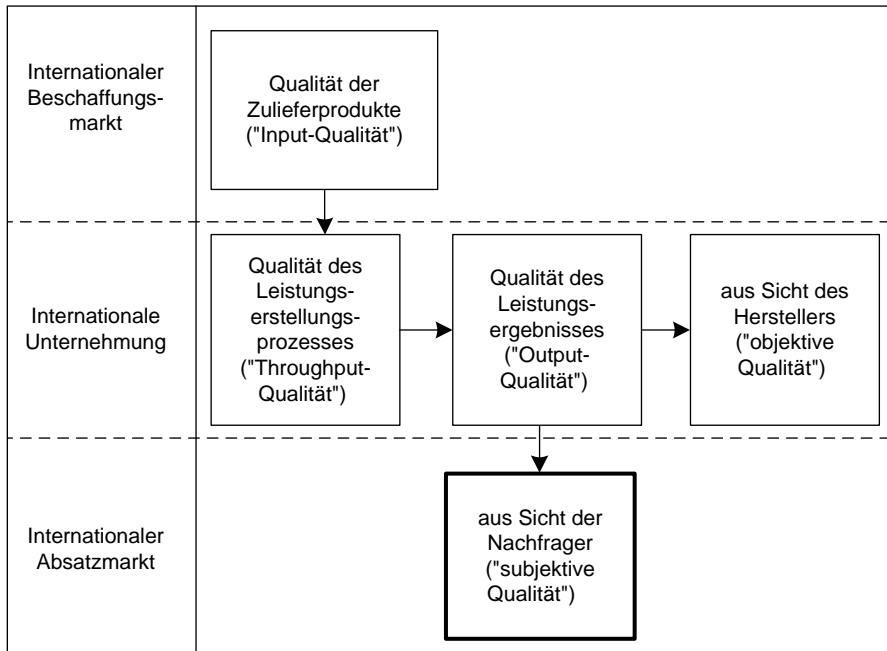 Internationaler
Beschaffungs-
markt
Qualität der
Zulieferprodukte
("Input-Qualität")
Internationale
Unternehmung
Qualität des
Leistungs-
erstellungs-
prozesses
("Throughput-
Qualität")
Qualität des
Leistungs-
ergebnisses
("Output-
Qualität")
aus Sicht des
Herstellers
("objektive
Qualität")
Internationaler
Absatzmarkt
aus Sicht der
Nachfrager
("subjektive
Qualität")